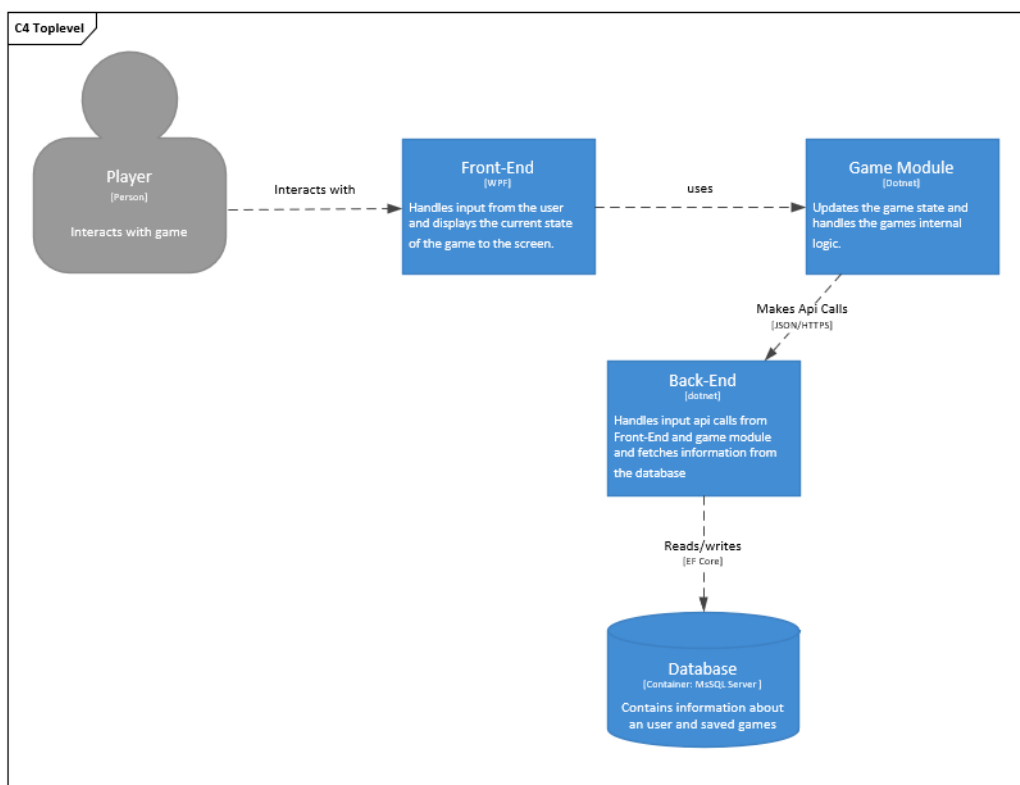 C4 Toplevel
Player
[Person]
Interacts with game
Interacts with
Front-End
[WPF]
Handles input from the user
and displays the current state
of the game to the screen.
uses
Game Module
[Dotnet]
Updates the game state and
handles the games internal
logic.
Makes Api Calls
[JSON/HTTPS]
Back-End
[dotnet]
Handles input api calls from
Front-End and game module
and fetches information from
the database
Reads/writes
[EF Core]
Database
[Container: MsSQL Server ]
Contains information about
an user and saved games